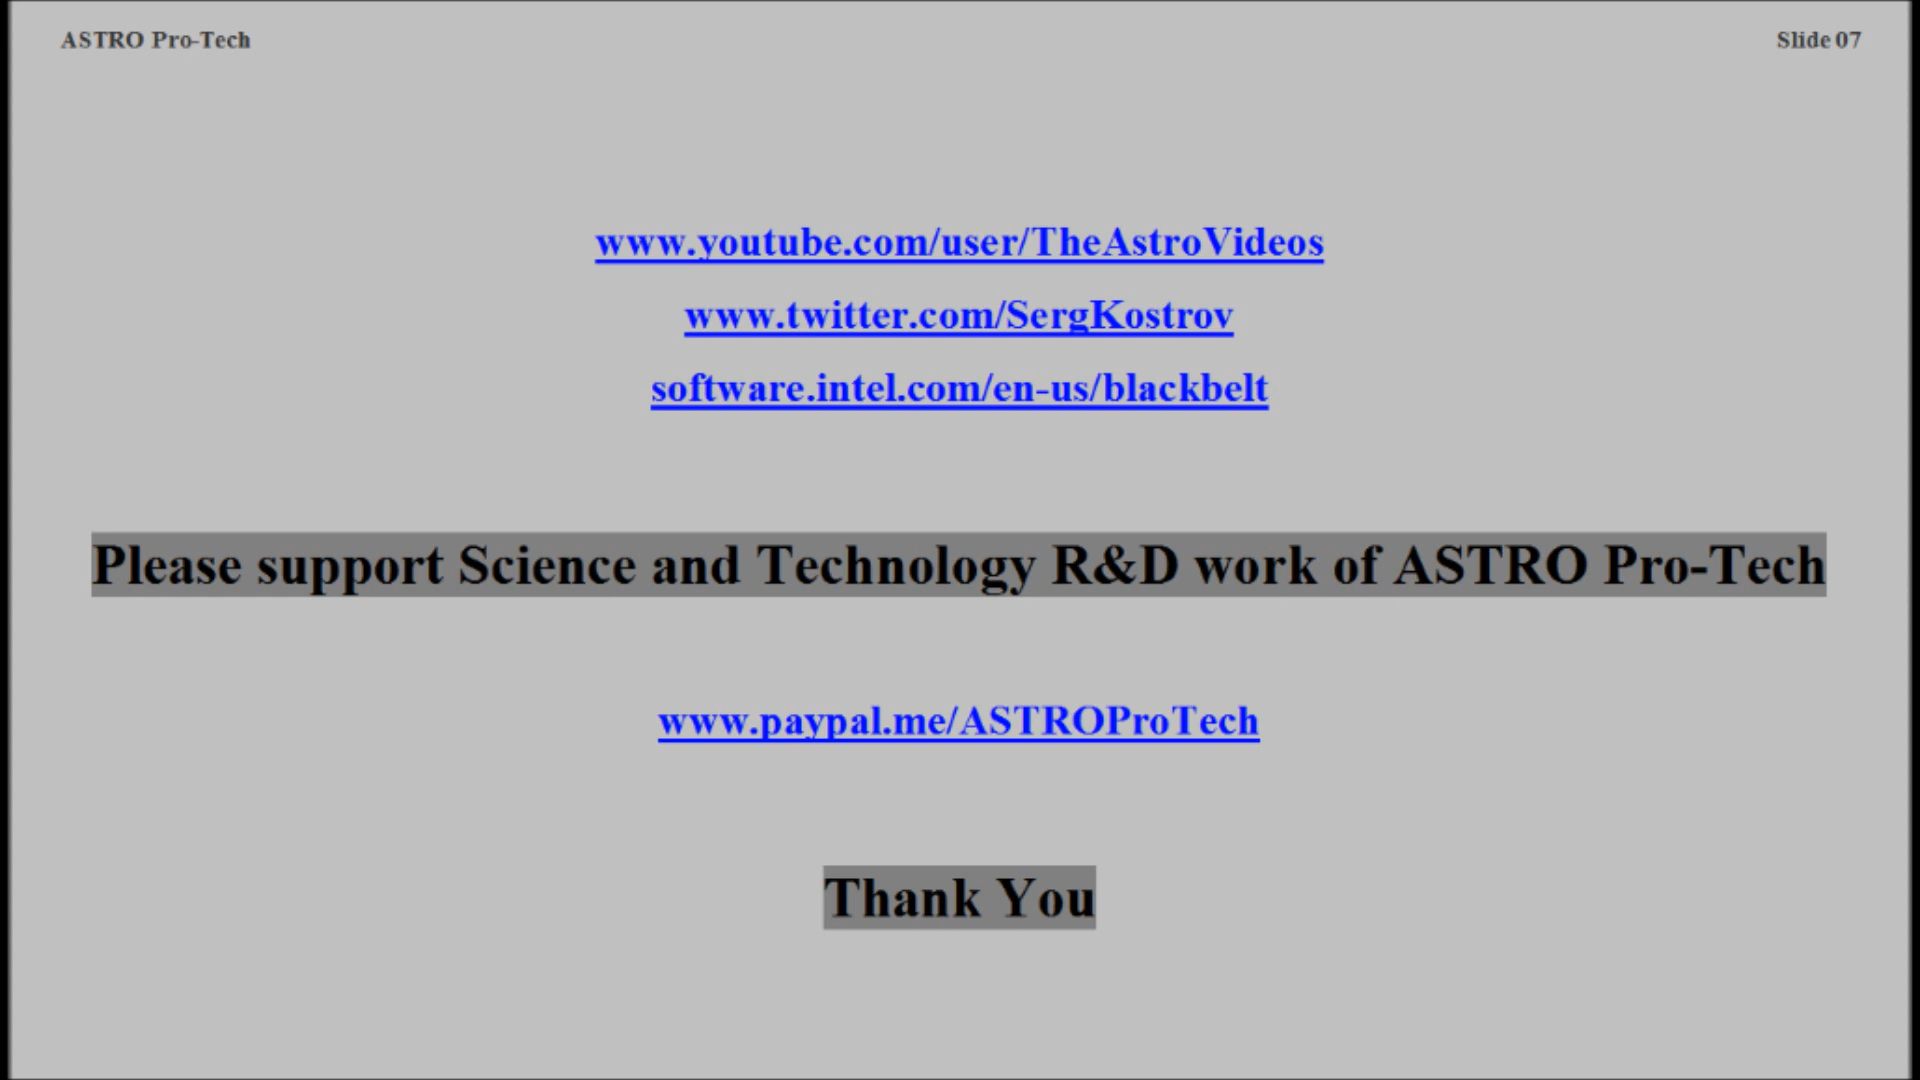 ASTRO Pro-Tech
Slide 07
www.youtube.com/user/TheAstroVideos
www.twitter.com/SergKostrov
software.intel.com/en-us/blackbelt
Please support Science and Technology R&D work of ASTRO Pro-Tech
www.paypal.me/ASTROProTech
Thank You